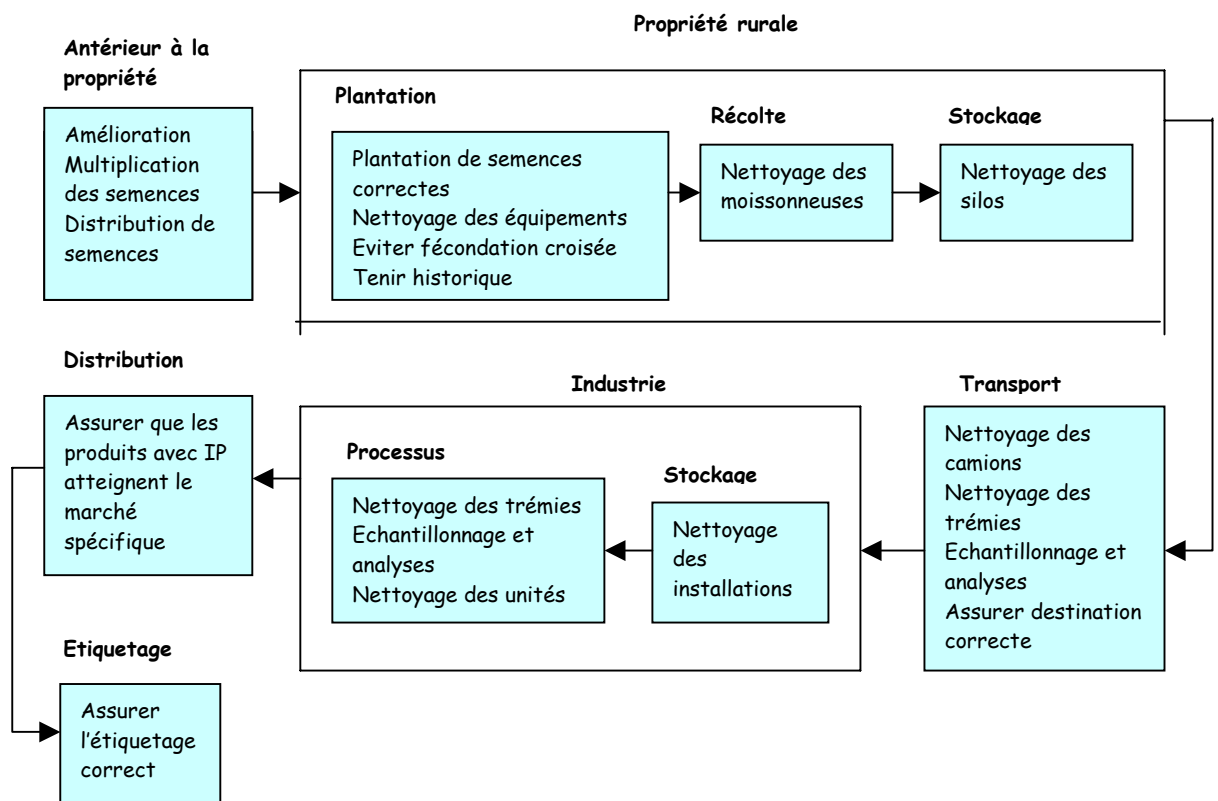 Propriété rurale
Antérieur à la
propriété
Amélioration
Multiplication
des semences
Distribution de
semences
Plantation
Plantation de semences
correctes
Nettoyage des équipements
Eviter fécondation croisée
Tenir historique
Récolte
Nettoyage des
moissonneuses
Stockage
Nettoyage des
silos
Transport
Nettoyage des
camions
Nettoyage des
trémies
Echantillonnage et
analyses
Assurer destination
correcte
Industrie
Stockage
Nettoyage
des
installations
Processus
Nettoyage des trémies
Echantillonnage et
analyses
Nettoyage des unités
Distribution
Assurer que les
produits avec IP
atteignent le
marché
spécifique
Etiquetage
Assurer
l'étiquetage
correct